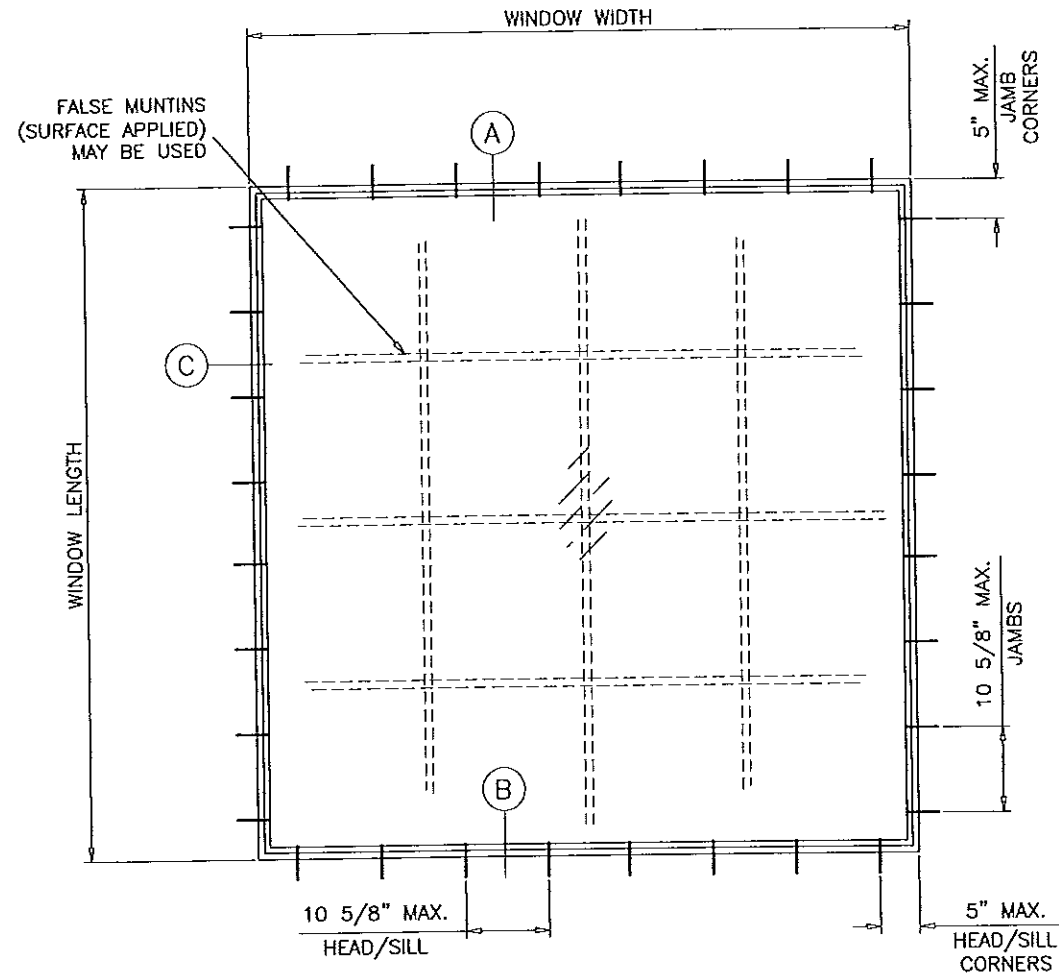 WINDOW WIDTH
5" MAX.
JAMB
CORNERS
FALSE MUNTINS
(SURFACE APPLIED)
MAY BE USED
A
C
WINDOW LENGTH
10 5/8" MAX.
JAMBS
B
10 5/8" MAX.
HEAD/SILL
5" MAX.
HEAD/SILL
CORNERS